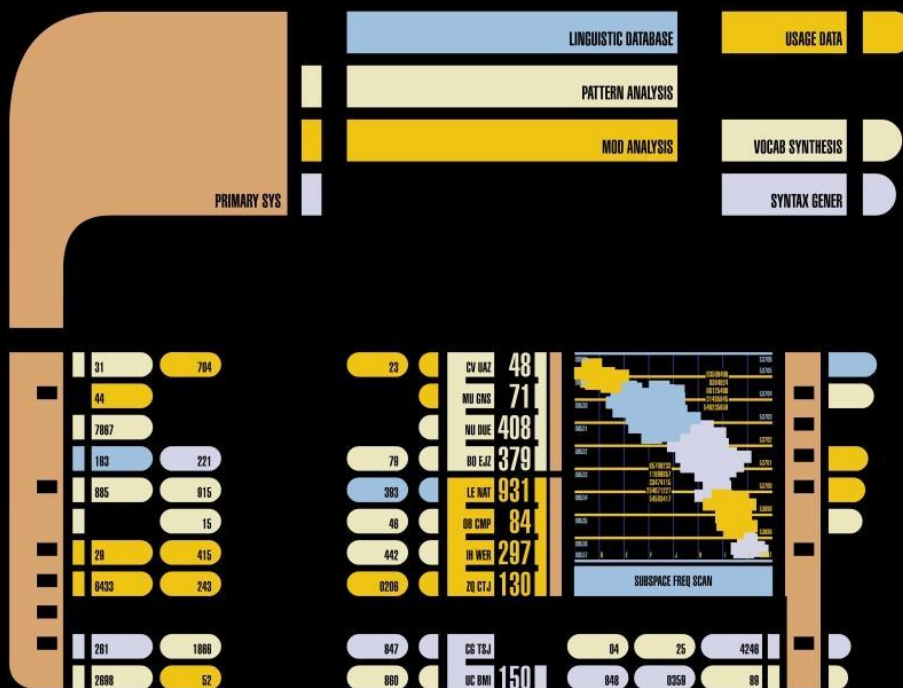 LINGUISTIC DATABASE USAGE DATA
PATTERN ANALYSIS
MOD ANALYSIS VOCAB SYNTHESIS
PRIMARY SYS SYNTAX GENER
31 704 23 CV UAZ 48
44 MU GNS 71
7867 NU DUE 408
163 221 79 BO EJZ 379
885 915 393 LE NAT 931
15 46 OB CMP 84
29 415 442 IH WER 297
6433 243 0206 ZQ CTJ 130
SUBSPACE FREQ SCAN
261 1866 847 CG TSJ 04 25 4246
2698 52 860 UC BMI 150 848 0359 89